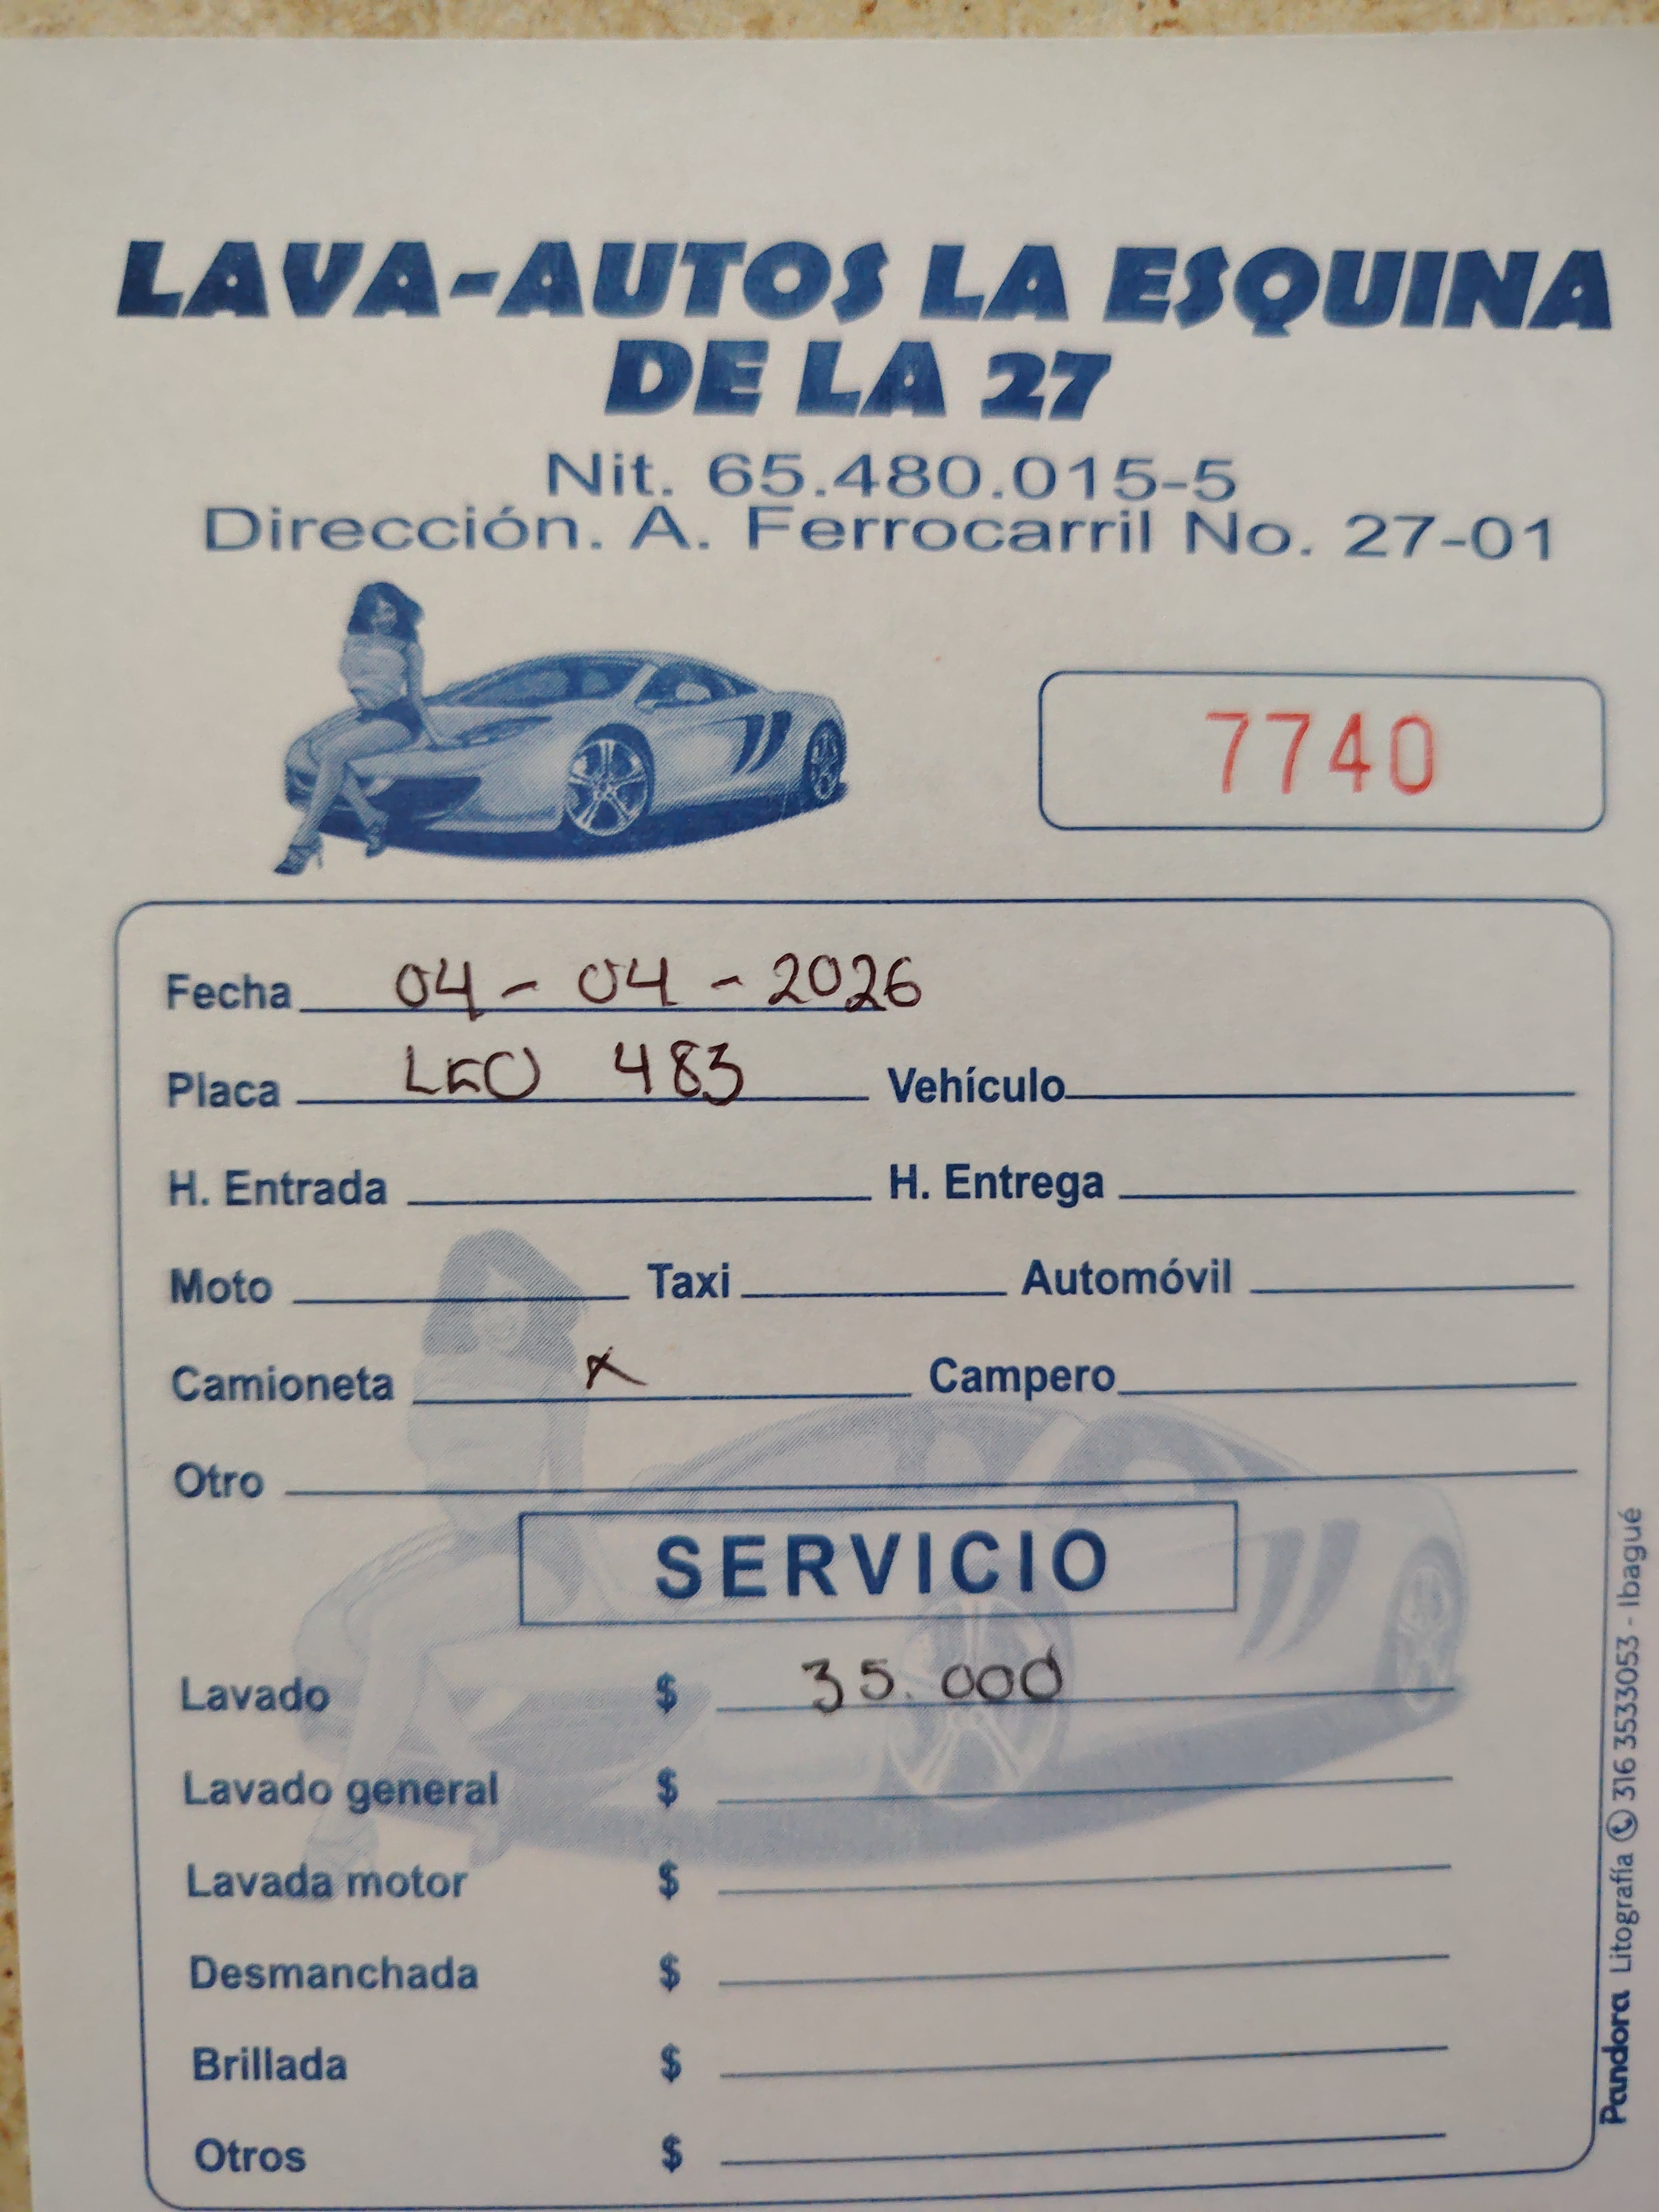 LAVA-AUTOS LA ESQUINA
DE LA 27
Nit. 65.480.015-5
Dirección. A. Ferrocarril No. 27-01
7740
Fecha 04-04-2026
Placa LEO 483 Vehículo
H. Entrada H. Entrega
Moto Taxi Automóvil
Camioneta X Campero
Otro
SERVICIO
Lavado $ 35.000
Lavado general $
Lavada motor $
Desmanchada $
Brillada $
Otros $
Pandora Litografía 316 3533053 - Ibagué